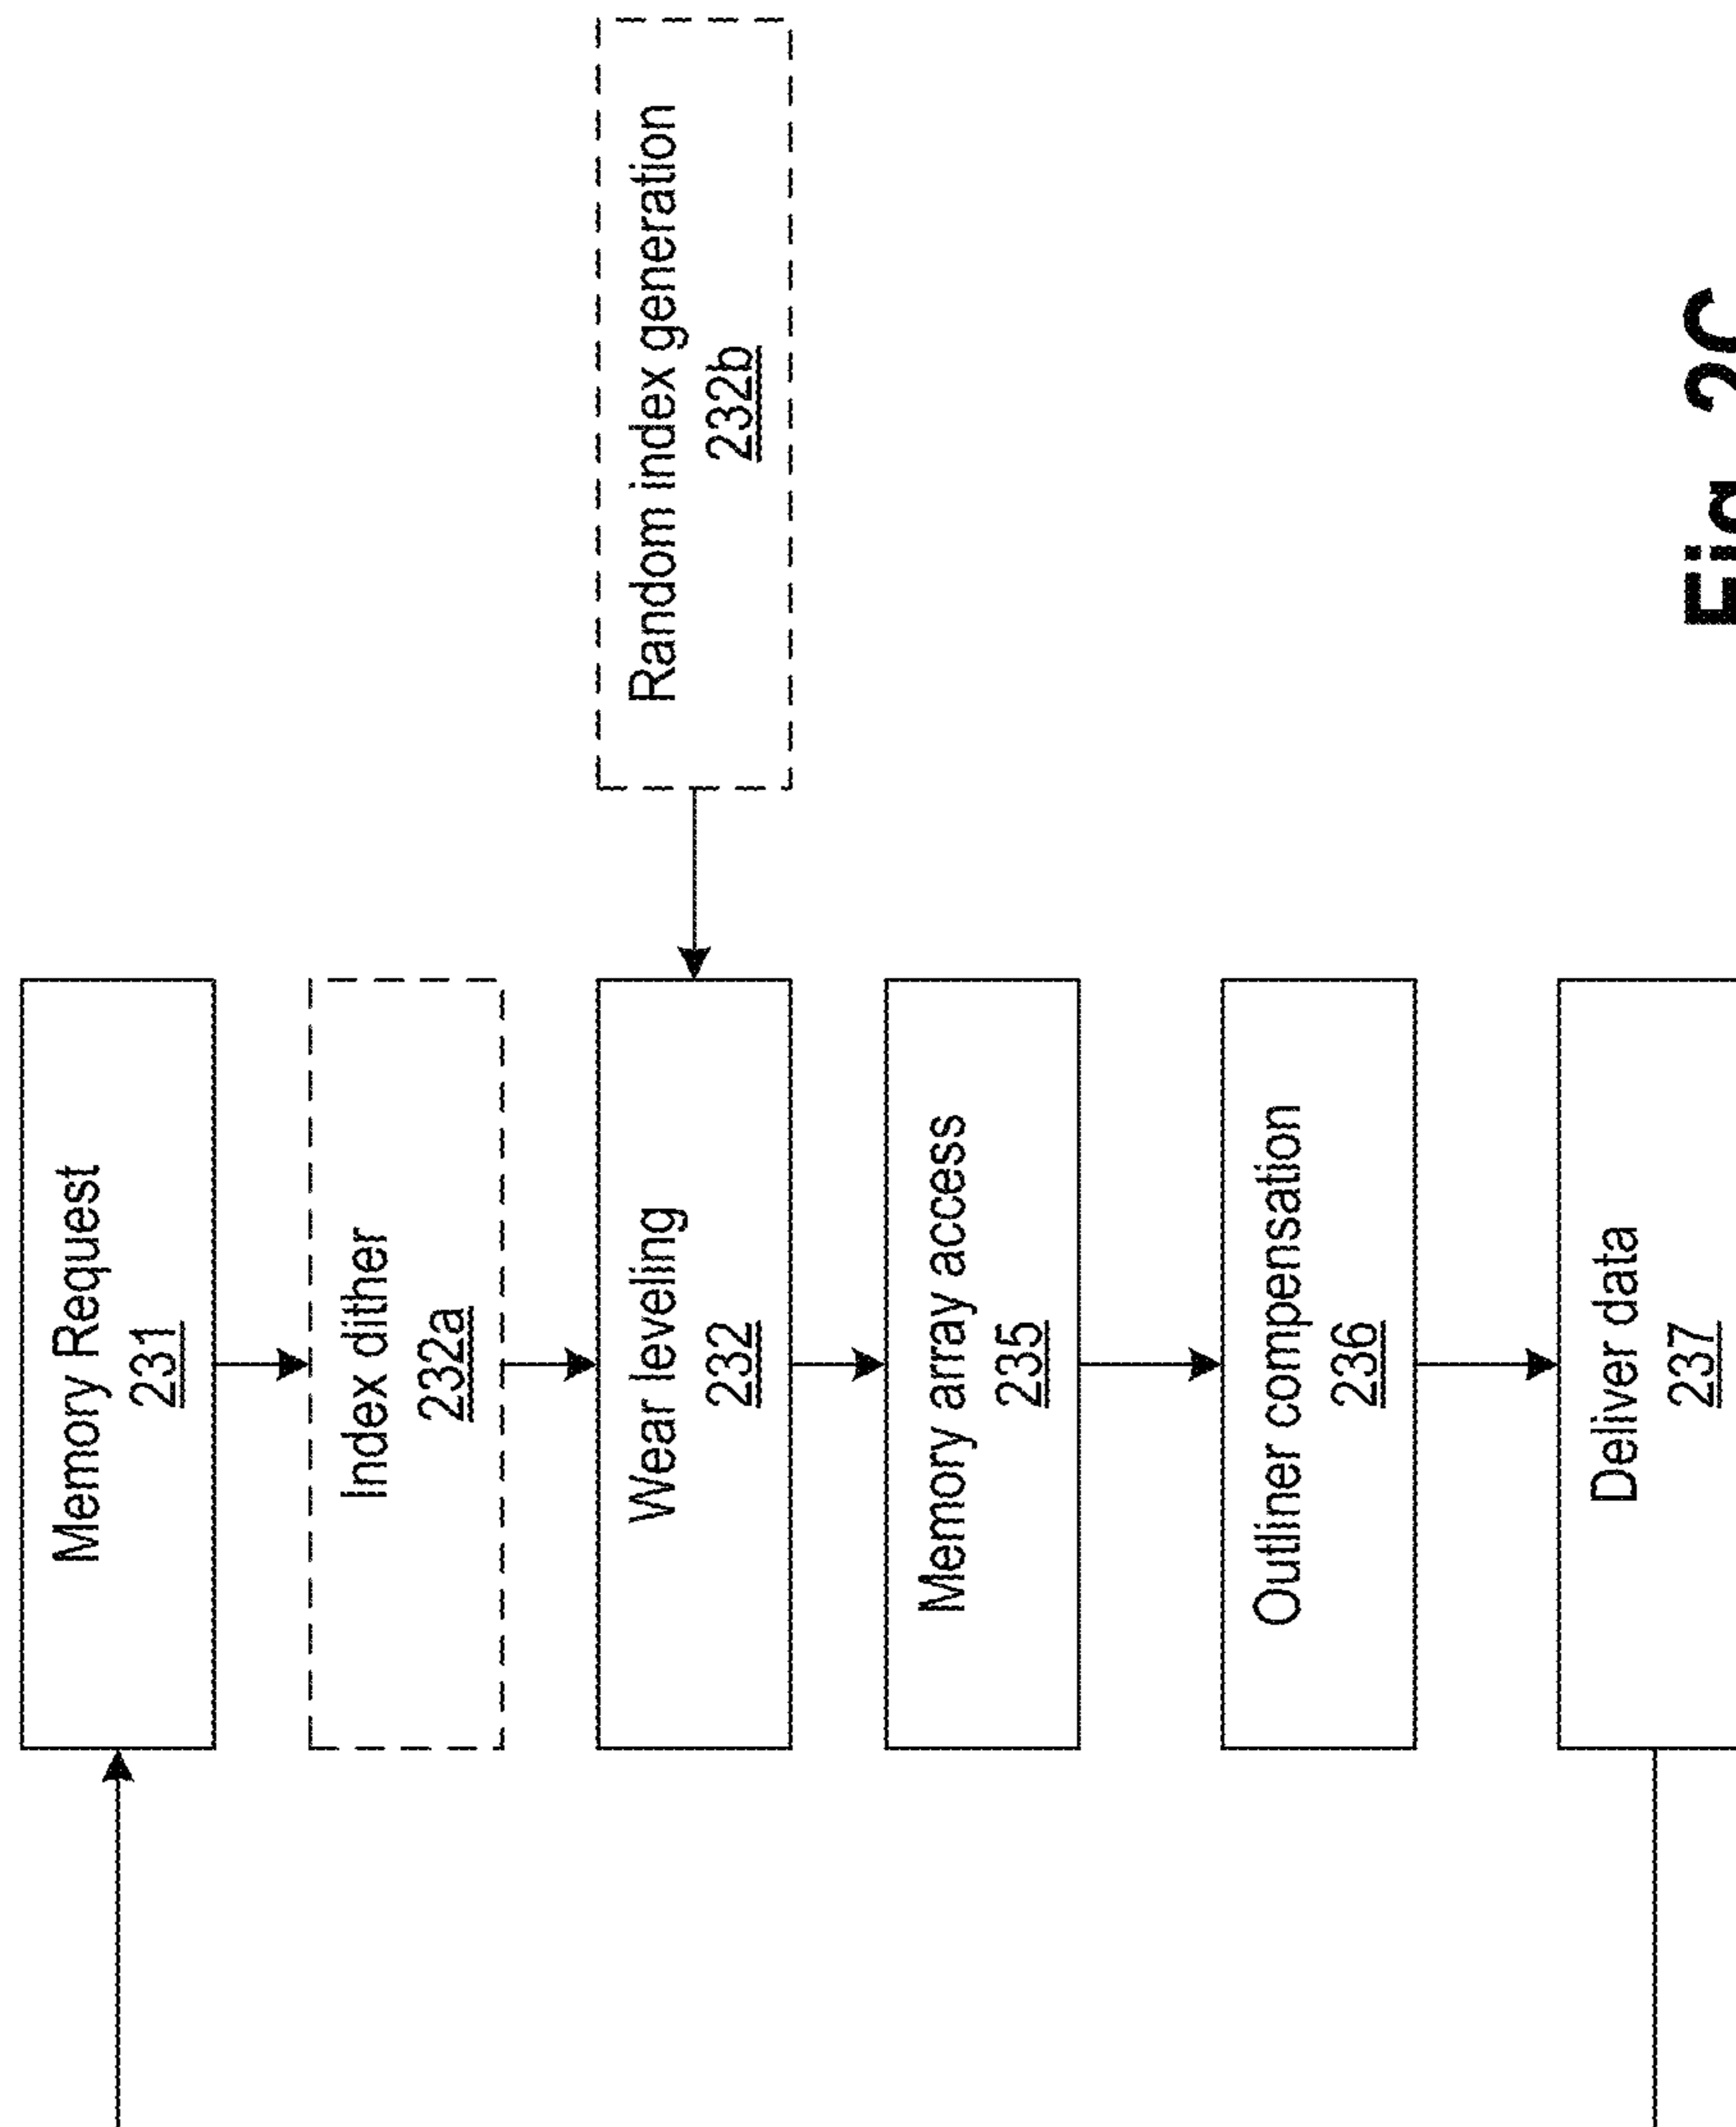 Memory Request
231
Index dither
232a
Wear leveling
232
Random index generation
232b
Memory array access
235
Outliner compensation
236
Deliver data
237